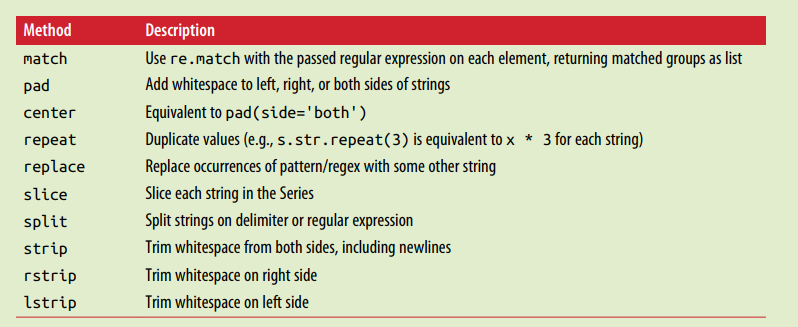 Method Description
match Use re.match with the passed regular expression on each element, returning matched groups as list
pad Add whitespace to left, right, or both sides of strings
center Equivalent to pad(side='both')
repeat Duplicate values (e.g., s.str.repeat(3) is equivalent to x * 3 for each string)
replace Replace occurrences of pattern/regex with some other string
slice Slice each string in the Series
split Split strings on delimiter or regular expression
strip Trim whitespace from both sides, including newlines
rstrip Trim whitespace on right side
lstrip Trim whitespace on left side